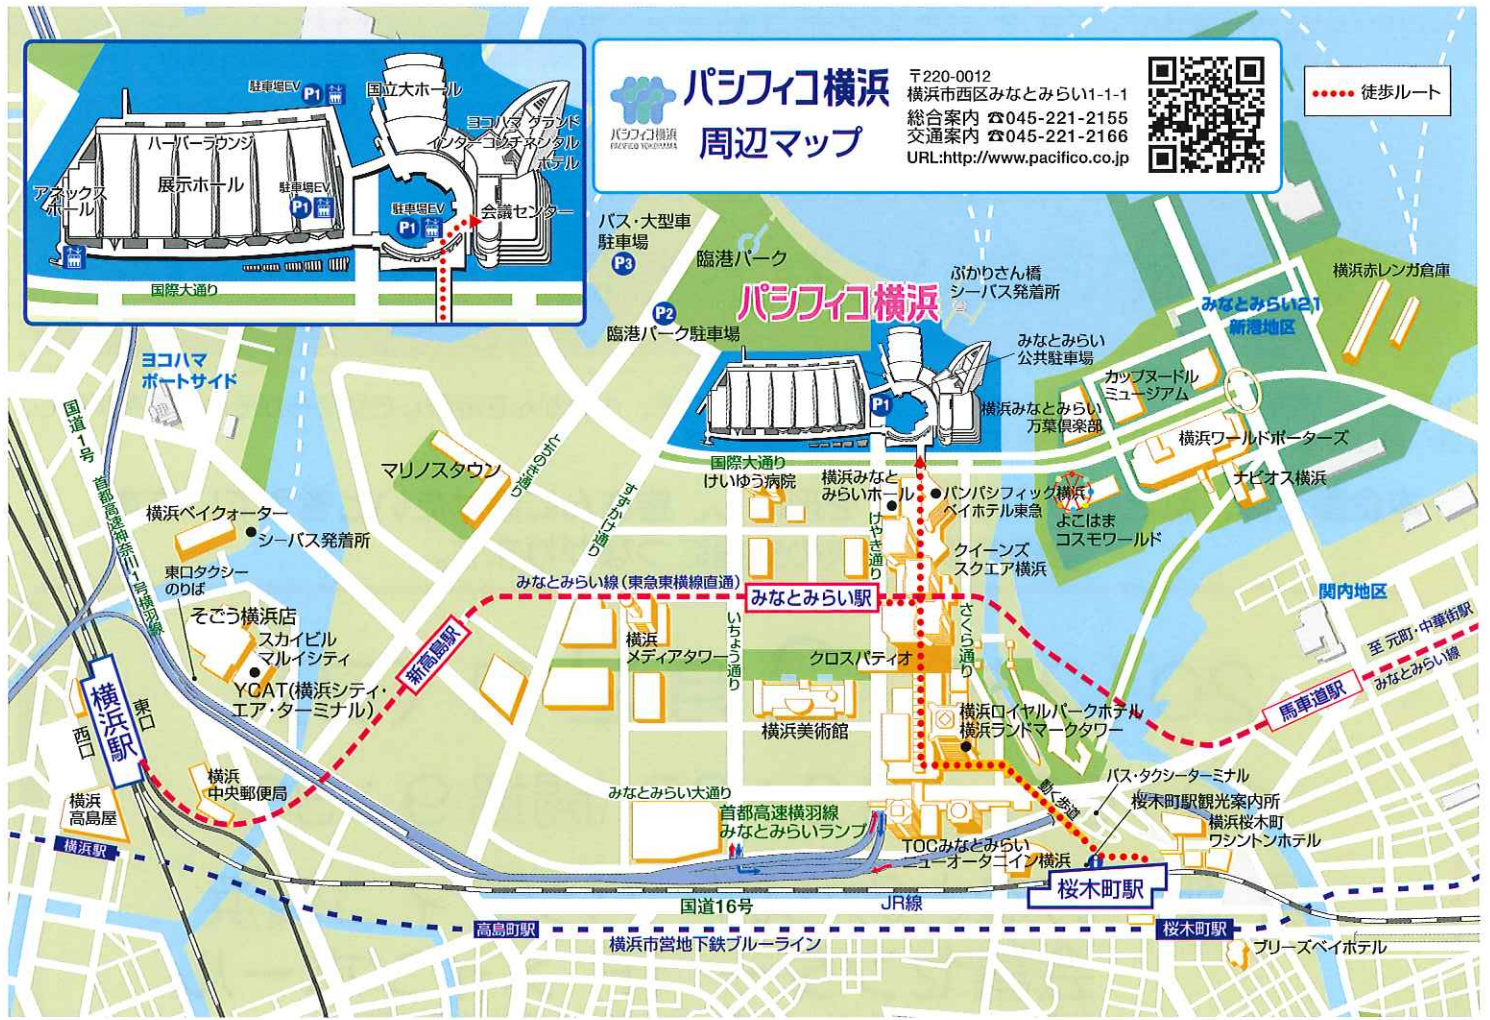 駐車場EV
P1
国立大ホール
ヨコハマ グランド
インターコンチネンタル
ホテル
ハーバーラウンジ
展示ホール
アネックス
ホール
駐車場EV
P1
駐車場EV
P1
会議センター
国際大通り
パシフィコ横浜
PACIFICO YOKOHAMA
パシフィコ横浜
周辺マップ
〒220-0012
横浜市西区みなとみらい1-1-1
総合案内 ☎045-221-2155
交通案内 ☎045-221-2166
URL:http://www.pacifico.co.jp
徒歩ルート
バス・大型車
駐車場
P3
臨港パーク
P2
臨港パーク駐車場
パシフィコ横浜
ぷかりさん橋
シーバス発着所
みなとみらい
公共駐車場
P1
横浜赤レンガ倉庫
みなとみらい21
新港地区
カップヌードル
ミュージアム
横浜みなとみらい
万葉倶楽部
横浜ワールドポーターズ
ナビオス横浜
ヨコハマ
ポートサイド
国道1号
首都高速神奈川1号横羽線
マリノスタウン
とちのき通り
すずかけ通り
国際大通り
けいゆう病院
横浜みなと
みらいホール
けやき通り
パンパシフィック横浜
ベイホテル東急
よこはま
コスモワールド
クイーンズ
スクエア横浜
横浜ベイクォーター
シーバス発着所
東口タクシー
のりば
そごう横浜店
スカイビル
マルイシティ
YCAT(横浜シティ・
エア・ターミナル)
みなとみらい線(東急東横線直通)
みなとみらい駅
新高島駅
横浜
メディアタワー
いちょう通り
クロスパティオ
さくら通り
横浜美術館
横浜ロイヤルパークホテル
横浜ランドマークタワー
関内地区
至 元町・中華街駅
みなとみらい線
馬車道駅
横浜駅
東口
西口
横浜
中央郵便局
横浜
高島屋
横浜駅
みなとみらい大通り
首都高速横羽線
みなとみらいランプ
動く歩道
バス・タクシーターミナル
桜木町駅観光案内所
横浜桜木町
ワシントンホテル
TOCみなとみらい
ニューオータニイン横浜
桜木町駅
国道16号
JR線
高島町駅
横浜市営地下鉄ブルーライン
桜木町駅
ブリーズベイホテル